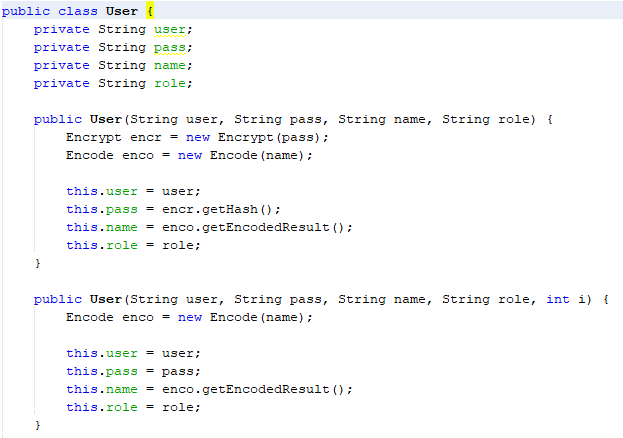 public class User {
    private String user;
    private String pass;
    private String name;
    private String role;

    public User(String user, String pass, String name, String role) {
        Encrypt encr = new Encrypt(pass);
        Encode enco = new Encode(name);

        this.user = user;
        this.pass = encr.getHash();
        this.name = enco.getEncodedResult();
        this.role = role;
    }

    public User(String user, String pass, String name, String role, int i) {
        Encode enco = new Encode(name);

        this.user = user;
        this.pass = pass;
        this.name = enco.getEncodedResult();
        this.role = role;
    }